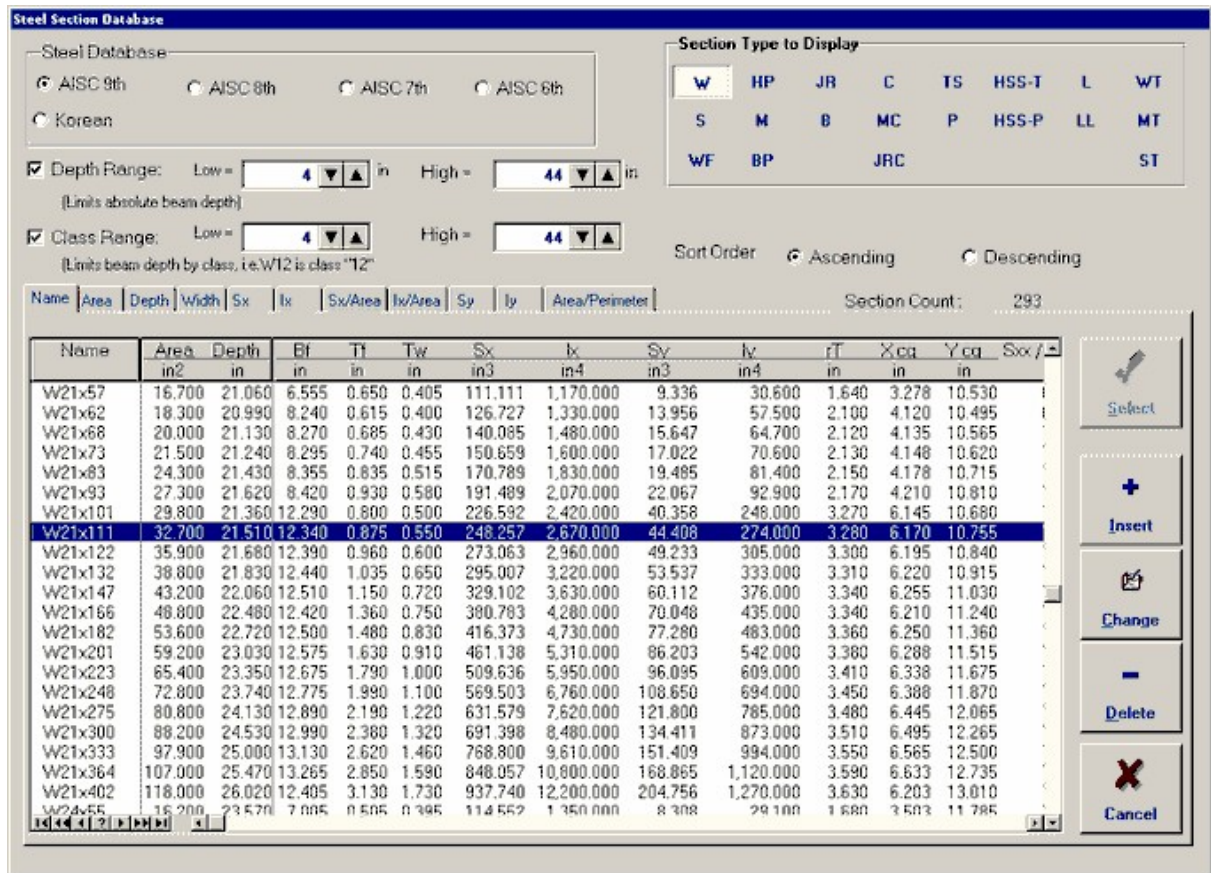 Steel Section Database
Steel Database
AISC 9th AISC 8th AISC 7th AISC 6th
Korean
Section Type to Display
W HP JR C TS HSS-T L WT
S M B MC P HSS-P LL MT
WF BP JRC ST
Depth Range: Low = 4 in High = 44 in
(Limits absolute beam depth)
Class Range: Low = 4 High = 44
(Limits beam depth by class, i.e.W12 is class "12"
Sort Order Ascending Descending
Name Area Depth Width Sx Ix Sx/Area Ix/Area Sy Iy Area/Perimeter
Section Count: 293
Name Area Depth Bf Tf Tw Sx Ix Sy Iy rT Xcg Ycg Sxx /
in2 in in in in in3 in4 in3 in4 in in in
W21x57 16.700 21.060 6.555 0.650 0.405 111.111 1,170.000 9.336 30.600 1.640 3.278 10.530
W21x62 18.300 20.990 8.240 0.615 0.400 126.727 1,330.000 13.956 57.500 2.100 4.120 10.495
W21x68 20.000 21.130 8.270 0.685 0.430 140.085 1,480.000 15.647 64.700 2.120 4.135 10.565
W21x73 21.500 21.240 8.295 0.740 0.455 150.659 1,600.000 17.022 70.600 2.130 4.148 10.620
W21x83 24.300 21.430 8.355 0.835 0.515 170.789 1,830.000 19.485 81.400 2.150 4.178 10.715
W21x93 27.300 21.620 8.420 0.930 0.580 191.489 2,070.000 22.067 92.900 2.170 4.210 10.810
W21x101 29.800 21.360 12.290 0.800 0.500 226.592 2,420.000 40.358 248.000 3.270 6.145 10.680
W21x111 32.700 21.510 12.340 0.875 0.550 248.257 2,670.000 44.408 274.000 3.280 6.170 10.755
W21x122 35.900 21.680 12.390 0.960 0.600 273.063 2,960.000 49.233 305.000 3.300 6.195 10.840
W21x132 38.800 21.830 12.440 1.035 0.650 295.007 3,220.000 53.537 333.000 3.310 6.220 10.915
W21x147 43.200 22.060 12.510 1.150 0.720 329.102 3,630.000 60.112 376.000 3.340 6.255 11.030
W21x166 48.800 22.480 12.420 1.360 0.750 380.783 4,280.000 70.048 435.000 3.340 6.210 11.240
W21x182 53.600 22.720 12.500 1.480 0.830 416.373 4,730.000 77.280 483.000 3.360 6.250 11.360
W21x201 59.200 23.030 12.575 1.630 0.910 461.138 5,310.000 86.203 542.000 3.380 6.288 11.515
W21x223 65.400 23.350 12.675 1.790 1.000 509.636 5,950.000 96.095 609.000 3.410 6.338 11.675
W21x248 72.800 23.740 12.775 1.990 1.100 569.503 6,760.000 108.650 694.000 3.450 6.388 11.870
W21x275 80.800 24.130 12.890 2.190 1.220 631.579 7,620.000 121.800 785.000 3.480 6.445 12.065
W21x300 88.200 24.530 12.990 2.380 1.320 691.398 8,480.000 134.411 873.000 3.510 6.495 12.265
W21x333 97.900 25.000 13.130 2.620 1.460 768.800 9,610.000 151.409 994.000 3.550 6.565 12.500
W21x364 107.000 25.470 13.265 2.850 1.590 848.057 10,800.000 168.865 1,120.000 3.590 6.633 12.735
W21x402 118.000 26.020 12.405 3.130 1.730 937.740 12,200.000 204.756 1,270.000 3.630 6.203 13.010
W24x55 16.200 23.570 7.005 0.505 0.395 114.552 1,350.000 8.308 29.100 1.680 3.503 11.785
Select
Insert
Change
Delete
Cancel